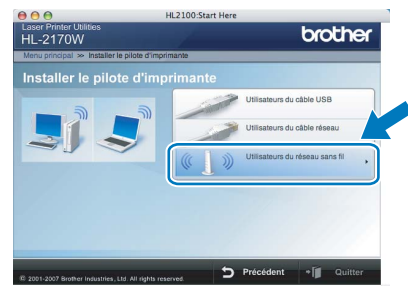 HL2100:Start Here
Laser Printer Utilities
HL-2170W
brother
Menu principal >> Installer le pilote d'imprimante
Installer le pilote d'imprimante
Utilisateurs du câble USB
Utilisateurs du câble réseau
Utilisateurs du réseau sans fil
© 2001-2007 Brother Industries, Ltd. All rights reserved.
Précédent
Quitter